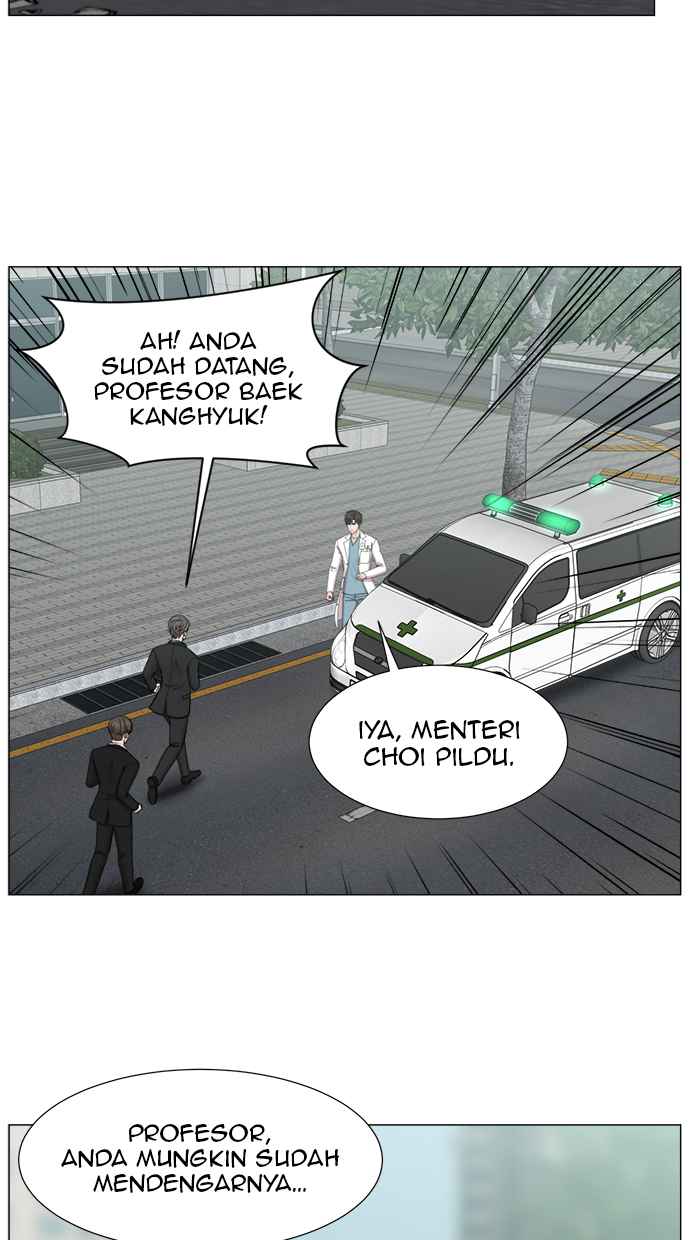 AH! ANDA
SUDAH DATANG,
PROFESOR BAEK
KANGHYUK!
IYA, MENTERI
CHOI PILDU.
PROFESOR,
ANDA MUNGKIN SUDAH
MENDENGARNYA...